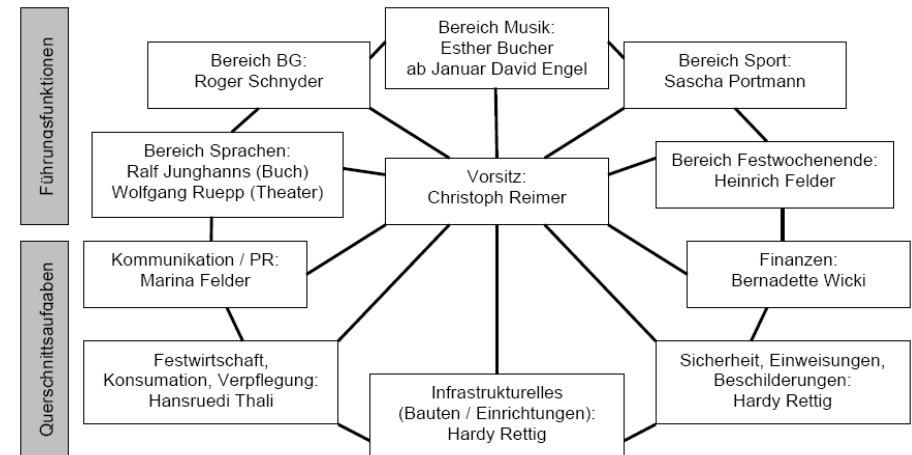 Führungsfunktionen
Bereich Musik:
Esther Bucher
ab Januar David Engel
Bereich BG:
Roger Schnyder
Bereich Sport:
Sascha Portmann
Bereich Sprachen:
Ralf Junghanns (Buch)
Wolfgang Ruepp (Theater)
Vorsitz:
Christoph Reimer
Bereich Festwochenende:
Heinrich Felder
Querschnittsaufgaben
Kommunikation / PR:
Marina Felder
Finanzen:
Bernadette Wicki
Festwirtschaft,
Konsumation, Verpflegung:
Hansruedi Thali
Infrastrukturelles
(Bauten / Einrichtungen):
Hardy Rettig
Sicherheit, Einweisungen,
Beschilderungen:
Hardy Rettig